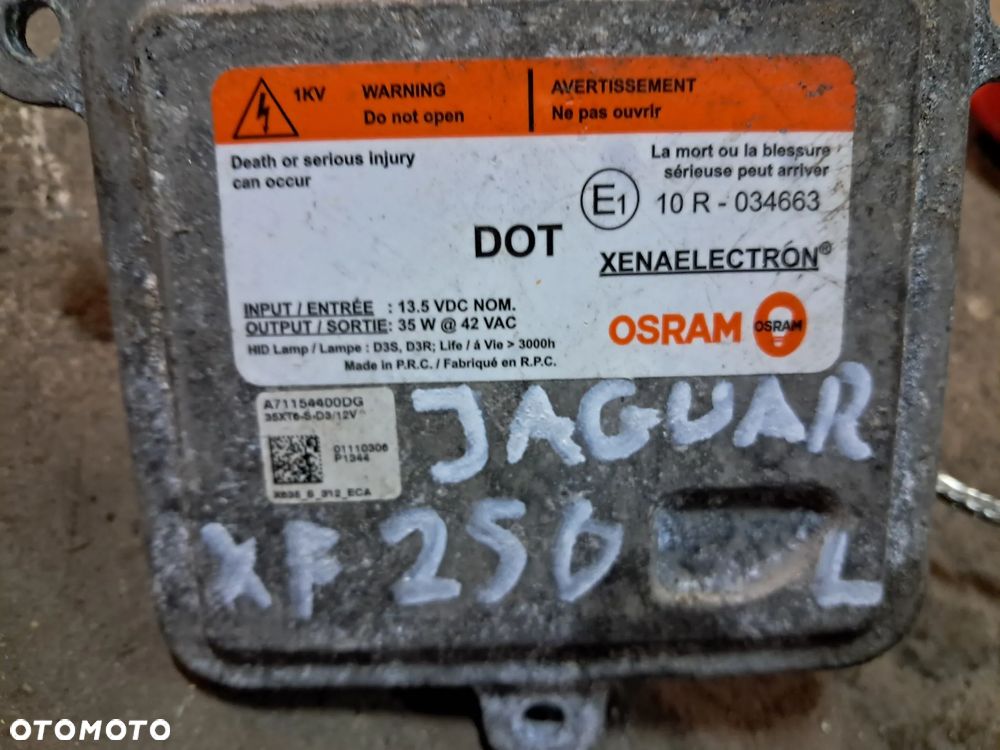 1KV WARNING AVERTISSEMENT
Do not open Ne pas ouvrir
Death or serious injury
can occur
La mort ou la blessure
sérieuse peut arriver
E1 10 R - 034663
DOT
XENAELECTRÓN®
INPUT / ENTRÉE : 13.5 VDC NOM.
OUTPUT / SORTIE: 35 W @ 42 VAC
HID Lamp / Lampe : D3S, D3R; Life / á Vie > 3000h
Made in P.R.C. / Fabriqué en R.P.C.
OSRAM OSRAM
A71154400DG
35XT6-S-D3/12V
01110306
P1344
JAGUAR
XF 250 L
OTOMOTO